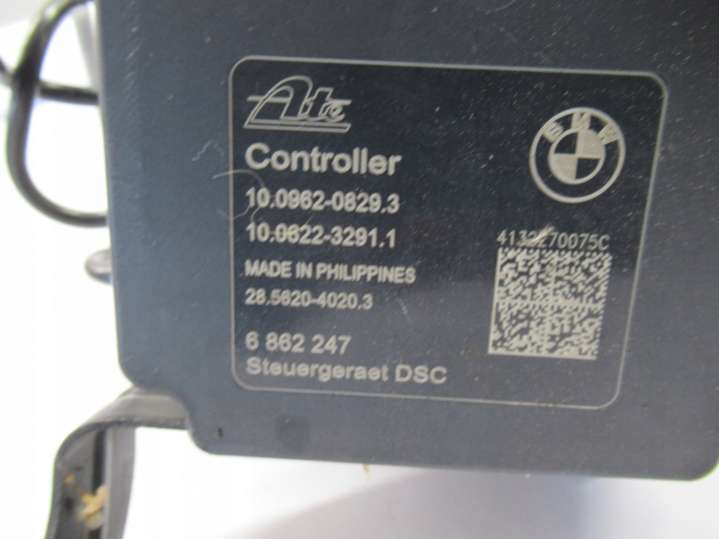 Ate
BMW
Controller
10.0962-0829.3
10.0622-3291.1
MADE IN PHILIPPINES
28.5620-4020.3
6 862 247
Steuergeraet DSC